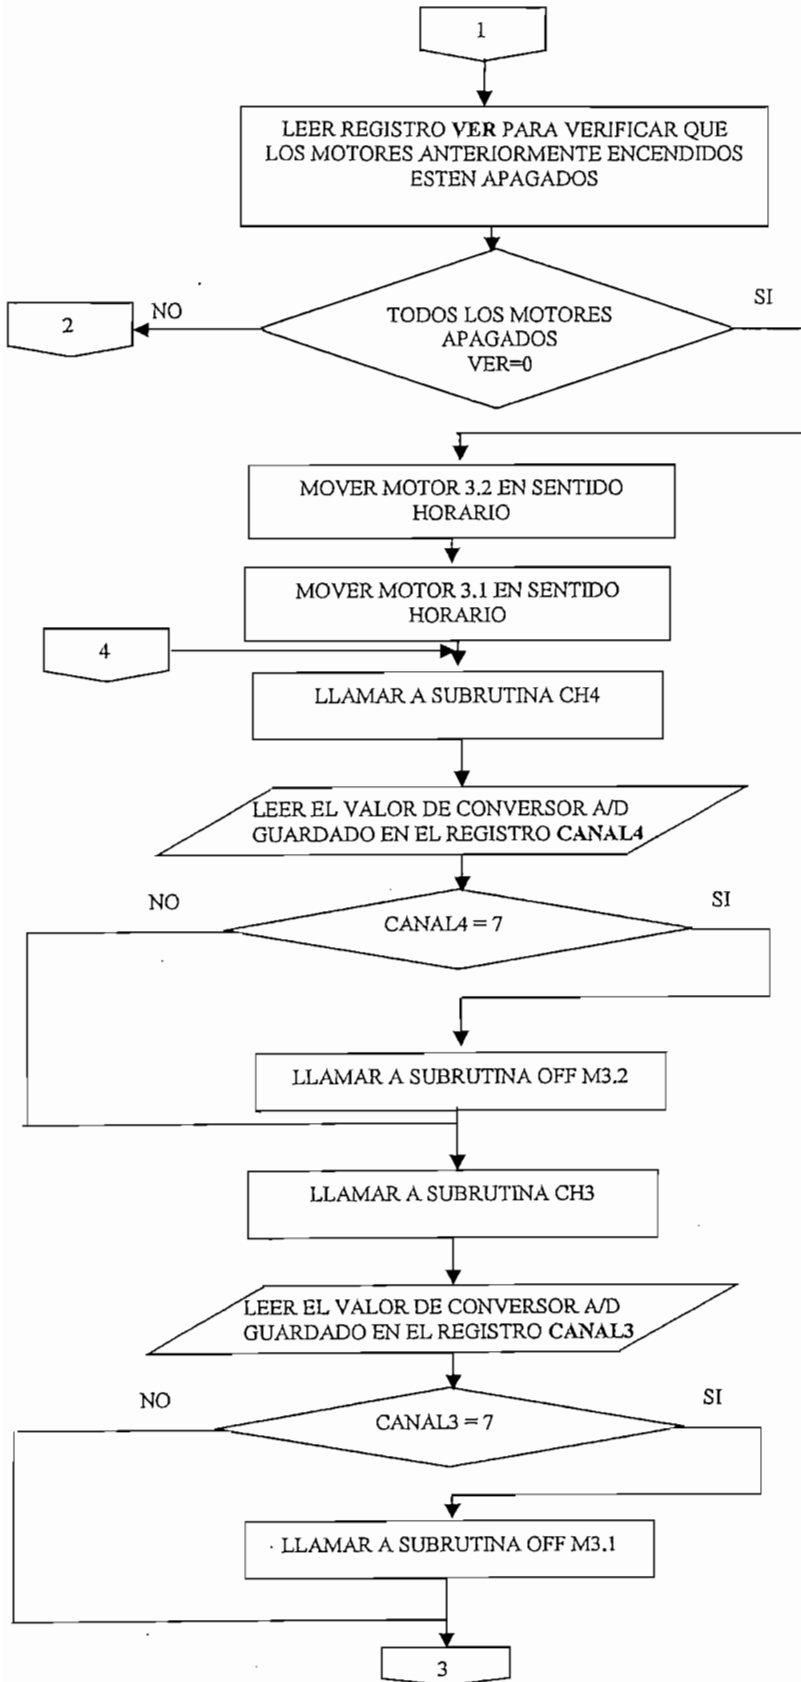 1
LEER REGISTRO VER PARA VERIFICAR QUE
LOS MOTORES ANTERIORMENTE ENCENDIDOS
ESTEN APAGADOS
NO
SI
2
TODOS LOS MOTORES
APAGADOS
VER=0
MOVER MOTOR 3.2 EN SENTIDO
HORARIO
MOVER MOTOR 3.1 EN SENTIDO
HORARIO
4
LLAMAR A SUBRUTINA CH4
LEER EL VALOR DE CONVERSOR A/D
GUARDADO EN EL REGISTRO CANAL4
NO
SI
CANAL4 = 7
LLAMAR A SUBRUTINA OFF M3.2
LLAMAR A SUBRUTINA CH3
LEER EL VALOR DE CONVERSOR A/D
GUARDADO EN EL REGISTRO CANAL3
NO
SI
CANAL3 = 7
LLAMAR A SUBRUTINA OFF M3.1
3